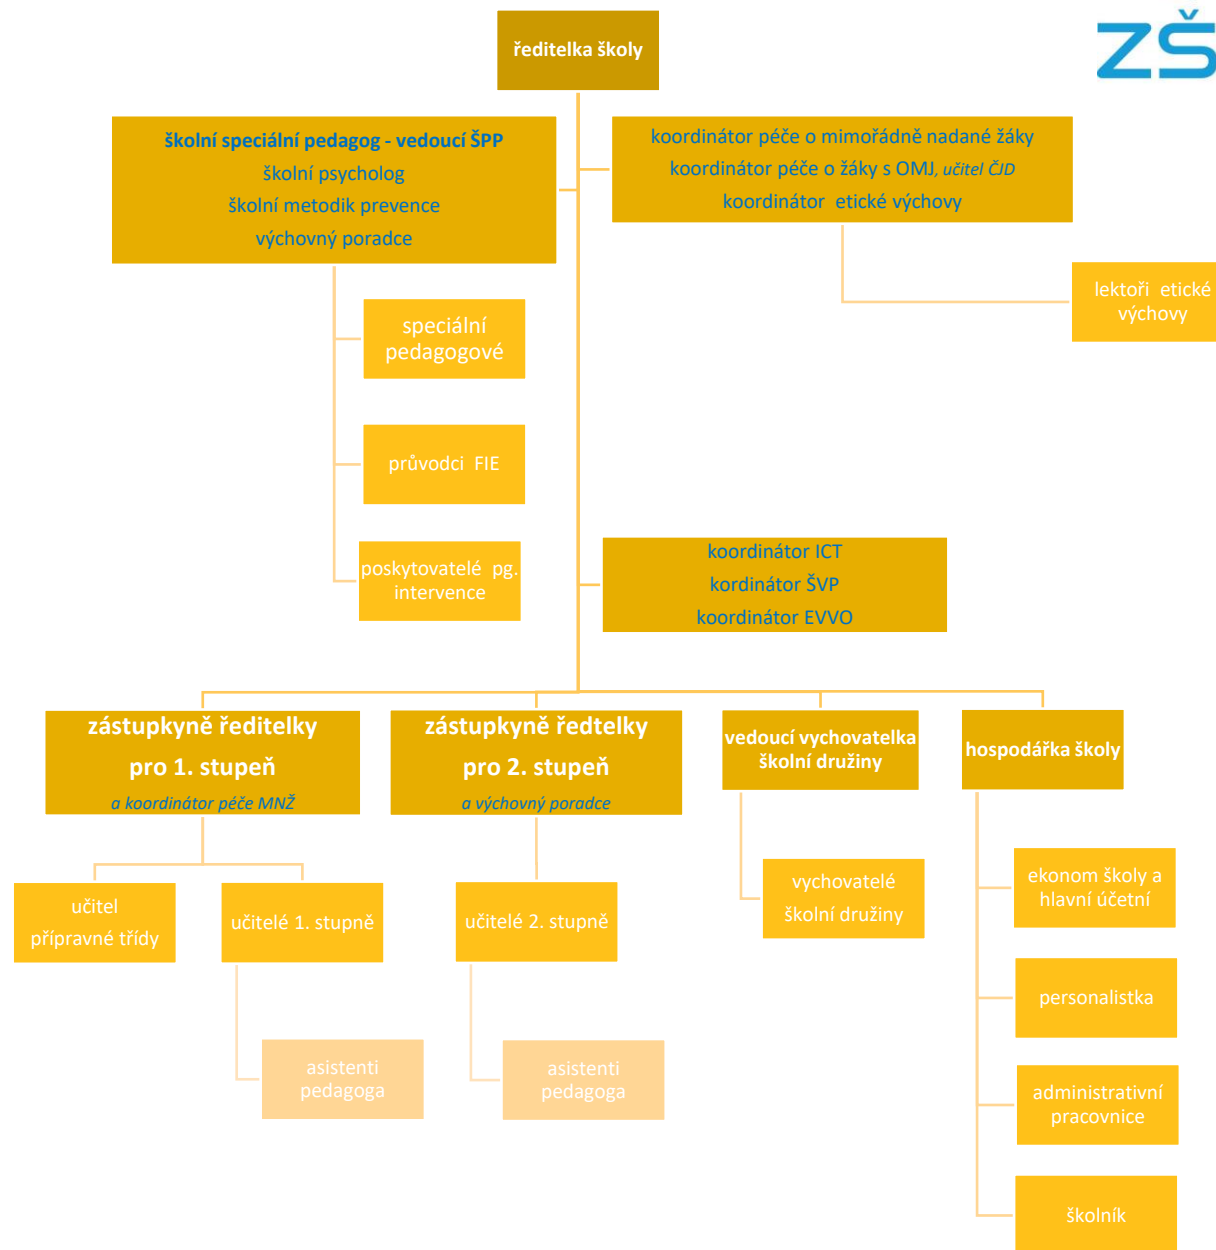 ředitelka školy
ZŠ
školní speciální pedagog - vedoucí ŠPP
školní psycholog
školní metodik prevence
výchovný poradce
koordinátor péče o mimořádně nadané žáky
koordinátor péče o žáky s OMJ, učitel ČJD
koordinátor etické výchovy
lektoři etické
výchovy
speciální
pedagogové
průvodci FIE
poskytovatelé pg.
intervence
koordinátor ICT
kordinátor ŠVP
koordinátor EVVO
zástupkyně ředitelky
pro 1. stupeň
a koordinátor péče MNŽ
zástupkyně ředtelky
pro 2. stupeň
a výchovný poradce
vedoucí vychovatelka
školní družiny
hospodářka školy
učitel
přípravné třídy
učitelé 1. stupně
učitelé 2. stupně
vychovatelé
školní družiny
ekonom školy a
hlavní účetní
personalistka
asistenti
pedagoga
asistenti
pedagoga
administrativní
pracovnice
školník